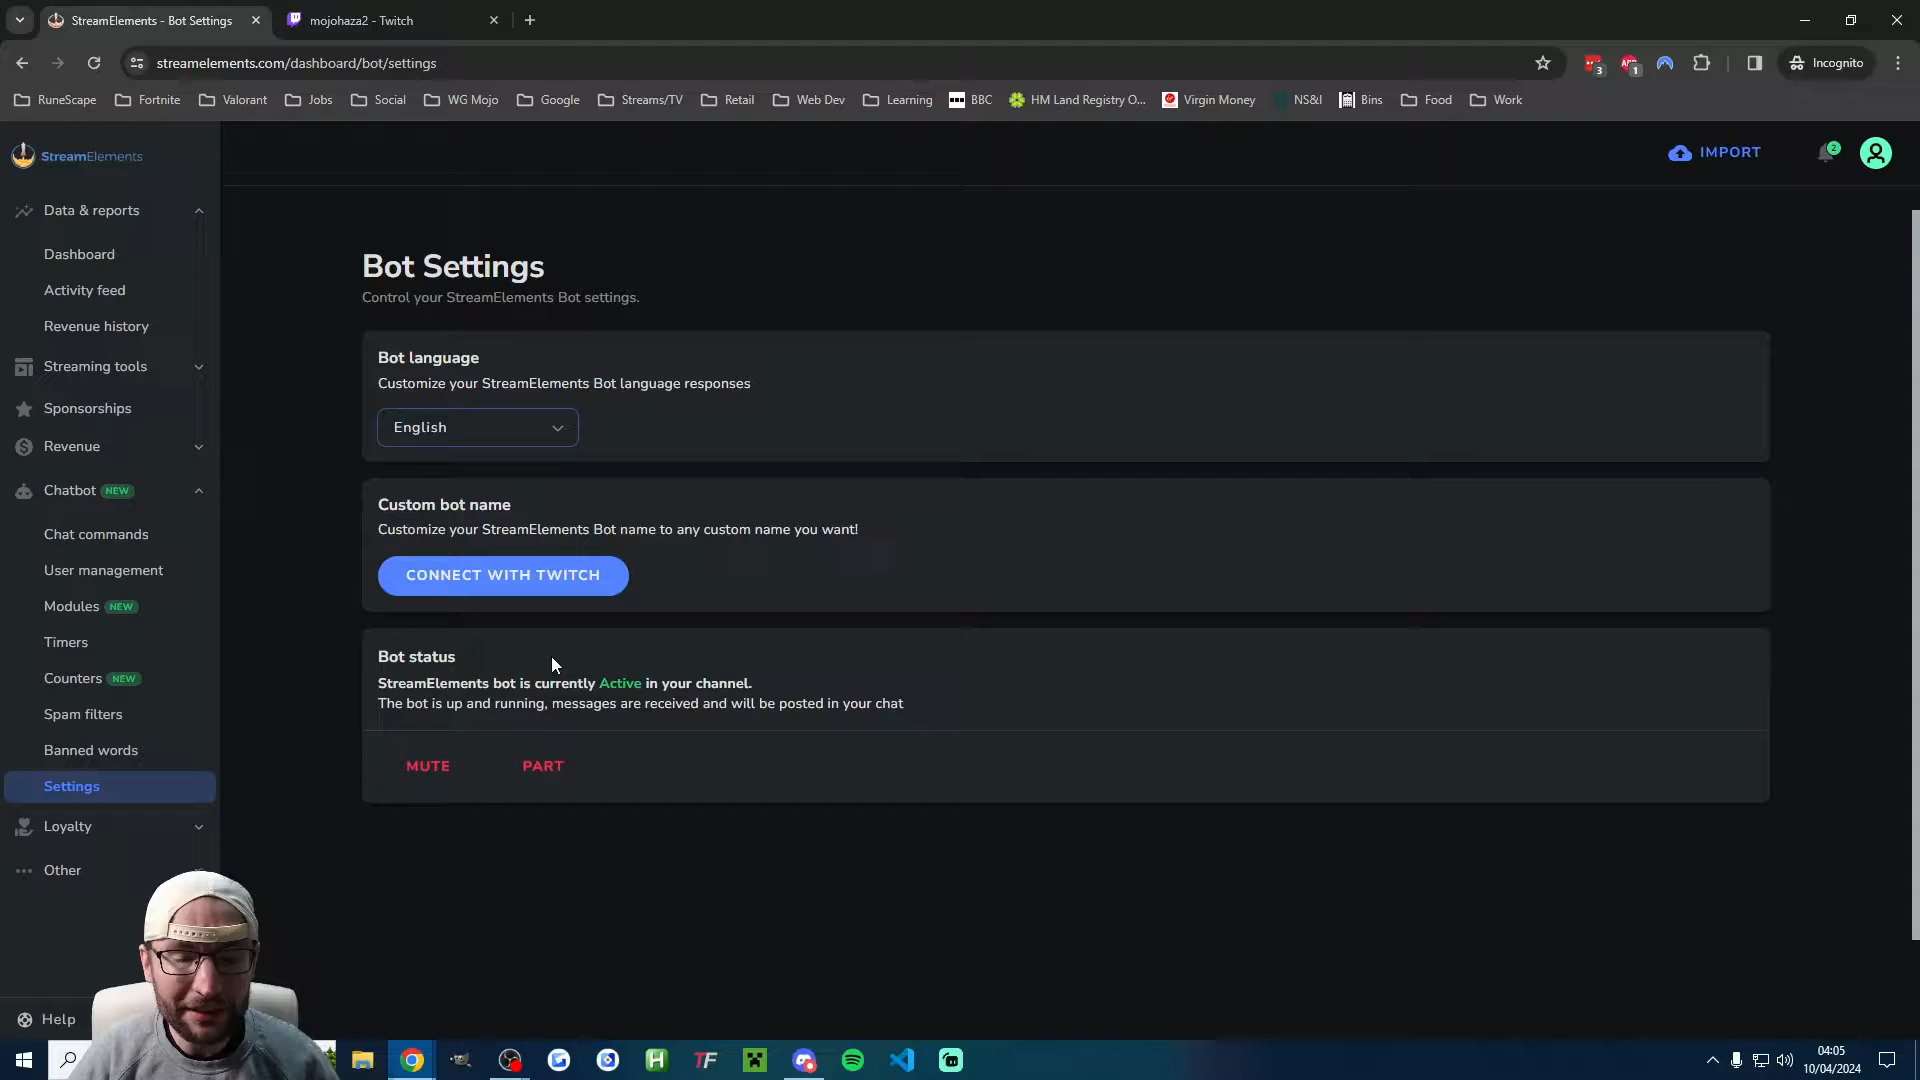 StreamElements - Bot Settings
mojohaza2 - Twitch
streamelements.com/dashboard/bot/settings
3
1
Incognito
RuneScape
Fortnite
Valorant
Jobs
Social
WG Mojo
Google
Streams/TV
Retail
Web Dev
Learning
BBC
HM Land Registry O...
Virgin Money
NS&I
Bins
Food
Work
StreamElements
IMPORT
2
Data & reports
Dashboard
Activity feed
Revenue history
Streaming tools
Sponsorships
Revenue
Chatbot NEW
Chat commands
User management
Modules NEW
Timers
Counters NEW
Spam filters
Banned words
Settings
Loyalty
Other
Help
Bot Settings
Control your StreamElements Bot settings.
Bot language
Customize your StreamElements Bot language responses
English
Custom bot name
Customize your StreamElements Bot name to any custom name you want!
CONNECT WITH TWITCH
Bot status
StreamElements bot is currently Active in your channel.
The bot is up and running, messages are received and will be posted in your chat
MUTE PART
H
TF
04:05
10/04/2024